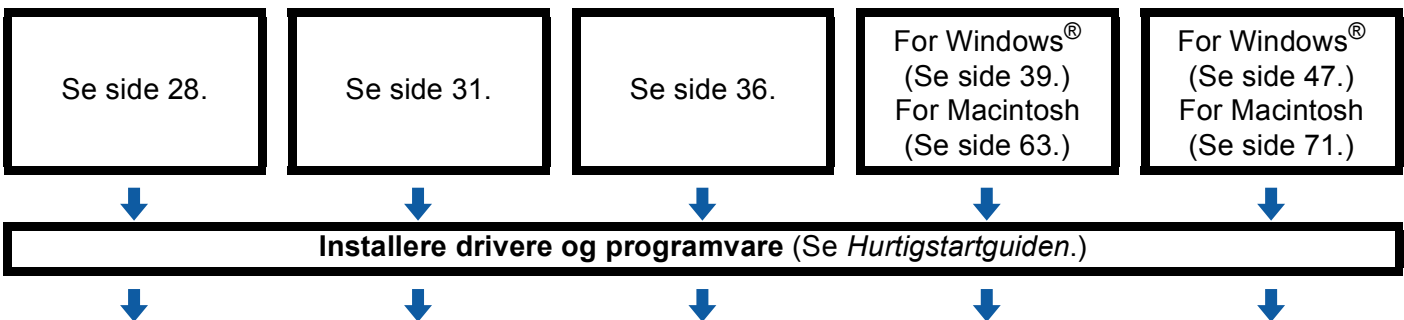 Se side 28.
Se side 31.
Se side 36.
For Windows®
(Se side 39.)
For Macintosh
(Se side 63.)
For Windows®
(Se side 47.)
For Macintosh
(Se side 71.)
Installere drivere og programvare (Se Hurtigstartguiden.)